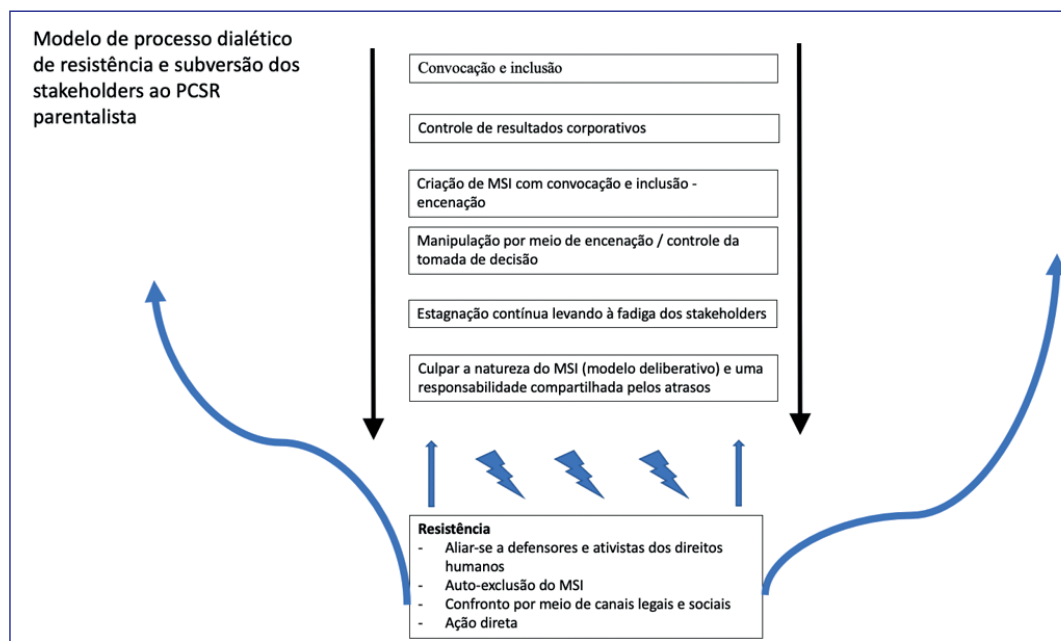 Modelo de processo dialético
de resistência e subversão dos
stakeholders ao PCSR
parentalista
Convocação e inclusão
Controle de resultados corporativos
Criação de MSI com convocação e inclusão -
encenação
Manipulação por meio de encenação / controle da
tomada de decisão
Estagnação contínua levando à fadiga dos stakeholders
Culpar a natureza do MSI (modelo deliberativo) e uma
responsabilidade compartilhada pelos atrasos
Resistência
- Aliar-se a defensores e ativistas dos direitos
humanos
- Auto-exclusão do MSI
- Confronto por meio de canais legais e sociais
- Ação direta